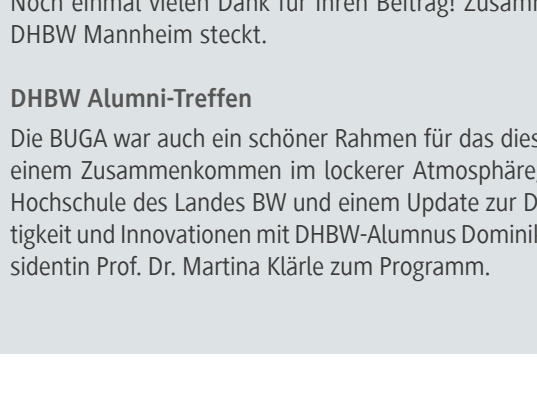 Noch einmal vielen Dank für Ihren Beitrag! Zusam
DHBW Mannheim steckt.
DHBW Alumni-Treffen
Die BUGA war auch ein schöner Rahmen für das dies
einem Zusammenkommen im lockerer Atmosphäre,
Hochschule des Landes BW und einem Update zur D
tigkeit und Innovationen mit DHBW-Alumnus Dominik
sidentin Prof. Dr. Martina Klärle zum Programm.